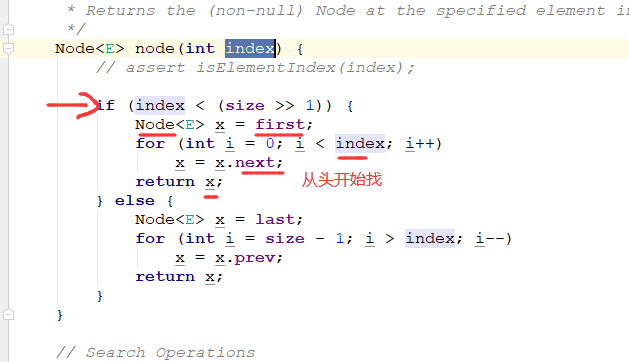 * Returns the (non-null) Node at the specified element in
*/
Node<E> node(int index) {
// assert isElementIndex(index);
if (index < (size >> 1)) {
Node<E> x = first;
for (int i = 0; i < index; i++)
x = x.next;
return x; 从头开始找
} else {
Node<E> x = last;
for (int i = size - 1; i > index; i--)
x = x.prev;
return x;
}
}
// Search Operations